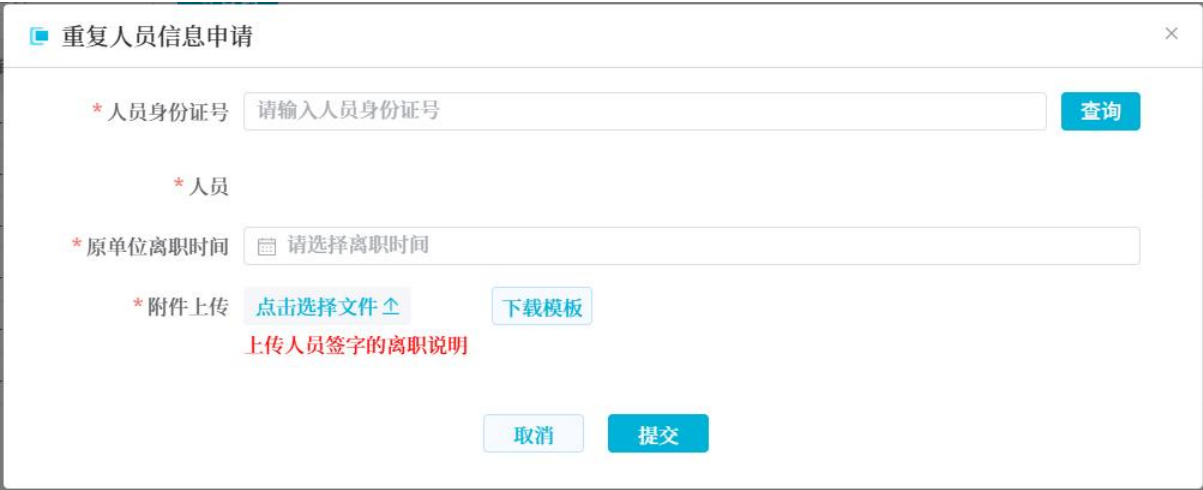 重复人员信息申请
* 人员身份证号 请输入人员身份证号 查询
* 人员
* 原单位离职时间 请选择离职时间
* 附件上传 点击选择文件 下载模板
上传人员签字的离职说明
取消 提交